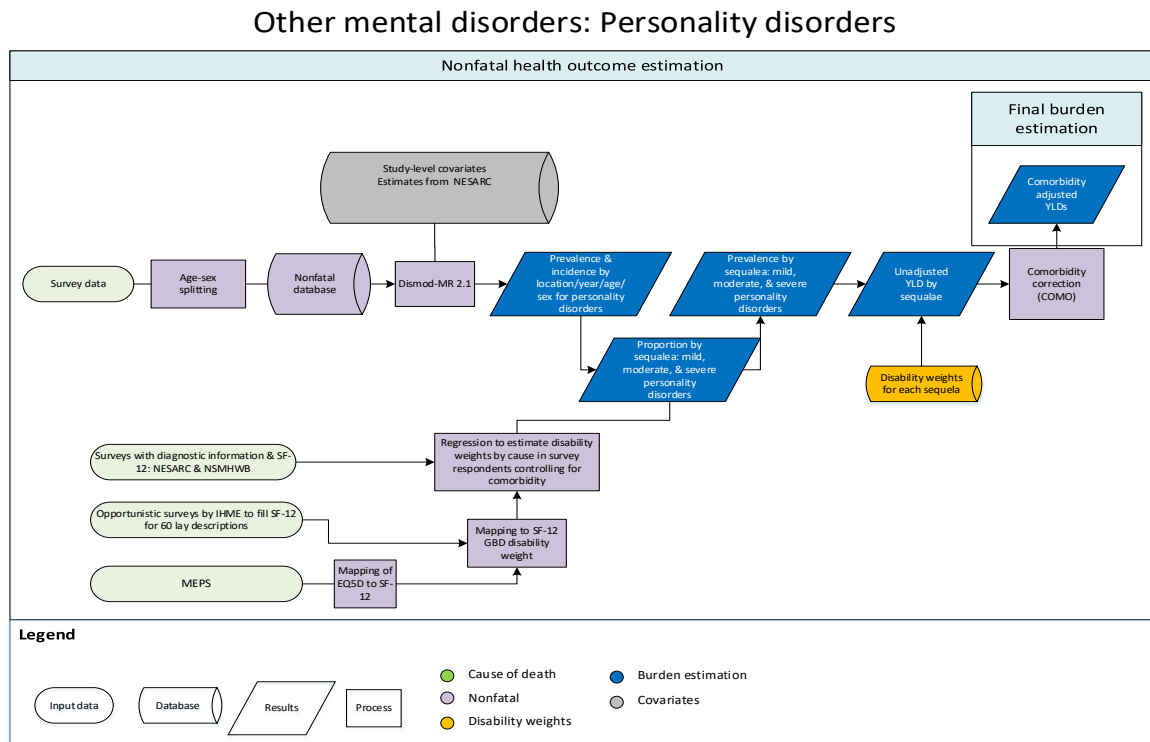 Other mental disorders: Personality disorders
Nonfatal health outcome estimation
Final burden
estimation
Study-level covariates
Estimates from NESARC
Comorbidity
adjusted
YLDs
Survey data
Age-sex
splitting
Nonfatal
database
Dismod-MR 2.1
Prevalence &
incidence by
location/year/age/
sex for personality
disorders
Prevalence by
sequalea: mild,
moderate, & severe
personality
disorders
Unadjusted
YLD by
sequalae
Comorbidity
correction
(COMO)
Proportion by
sequalea: mild,
moderate, & severe
personality
disorders
Disability weights
for each sequela
Surveys with diagnostic information & SF-
12: NESARC & NSMHWB
Regression to estimate disability
weights by cause in survey
respondents controlling for
comorbidity
Opportunistic surveys by IHME to fill SF-12
for 60 lay descriptions
Mapping to SF-12
GBD disability
weight
MEPS
Mapping of
EQ5D to SF-
12
Legend
Input data
Database
Results
Process
Cause of death
Nonfatal
Disability weights
Burden estimation
Covariates